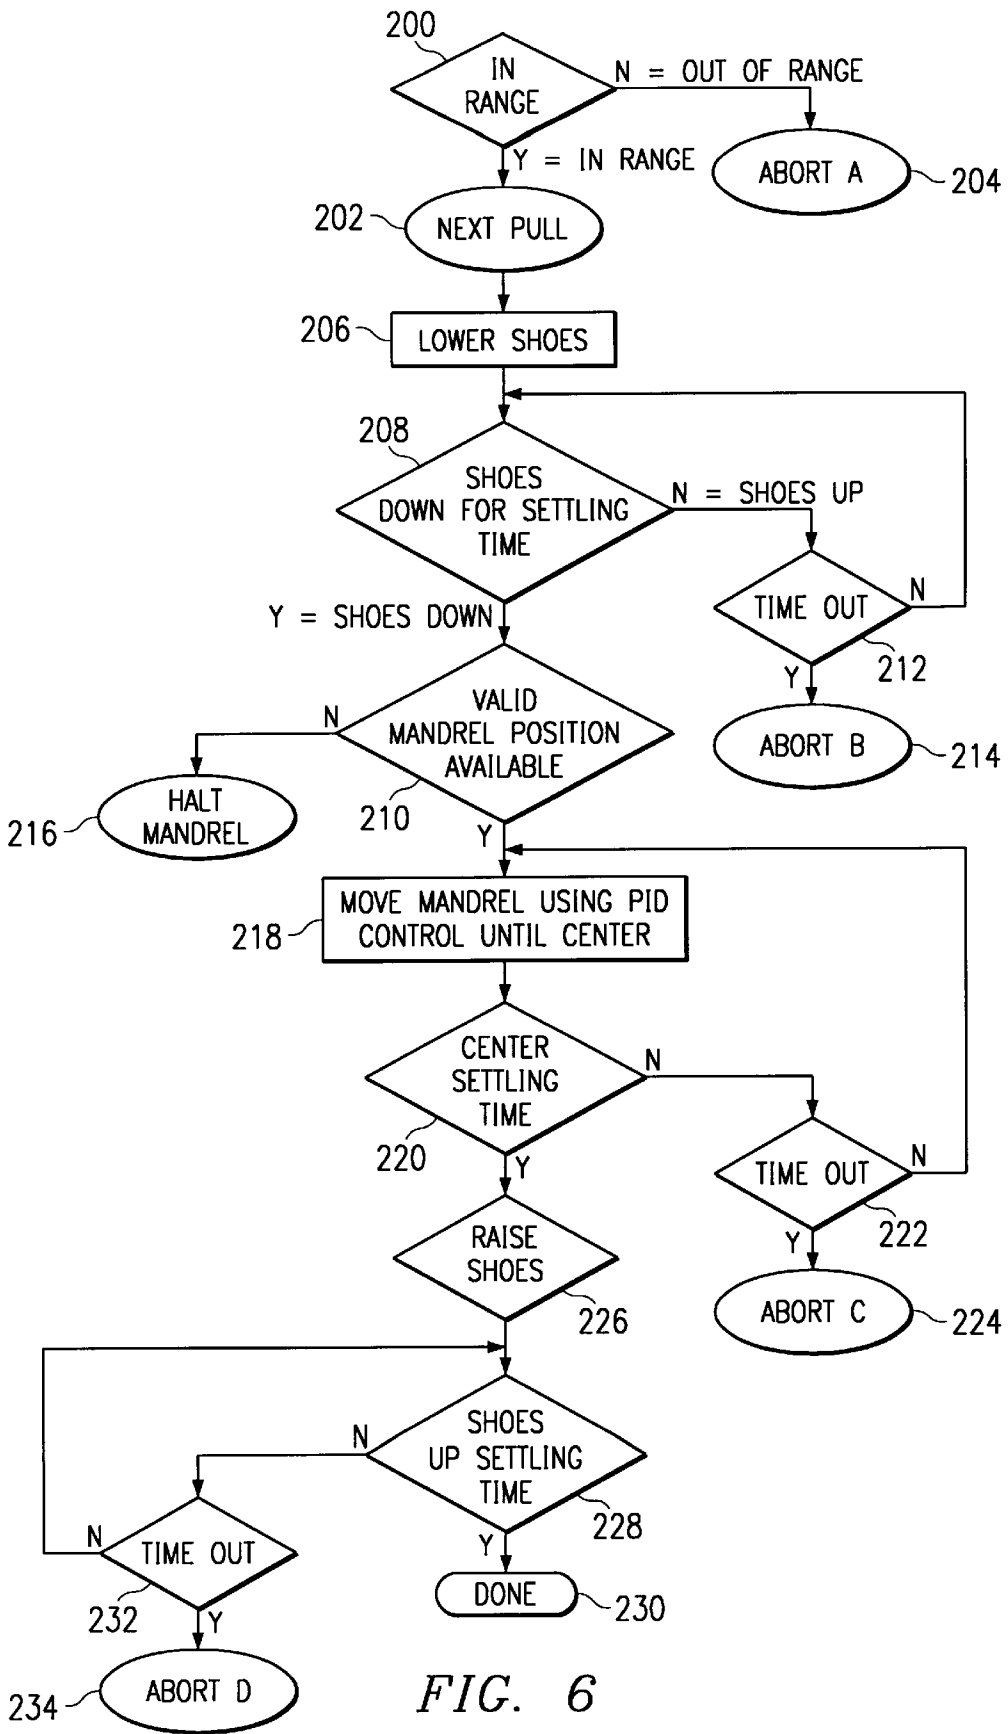 200
IN
RANGE
N = OUT OF RANGE
Y = IN RANGE
ABORT A
204
202
NEXT PULL
206
LOWER SHOES
208
SHOES
DOWN FOR SETTLING
TIME
N = SHOES UP
TIME OUT
N
212
Y = SHOES DOWN
Y
ABORT B
214
VALID
MANDREL POSITION
AVAILABLE
N
210
Y
216
HALT
MANDREL
218
MOVE MANDREL USING PID
CONTROL UNTIL CENTER
CENTER
SETTLING
TIME
N
220
Y
TIME OUT
N
222
Y
ABORT C
224
RAISE
SHOES
226
SHOES
UP SETTLING
TIME
N
228
Y
N
TIME OUT
232
Y
DONE
230
234
ABORT D
FIG. 6